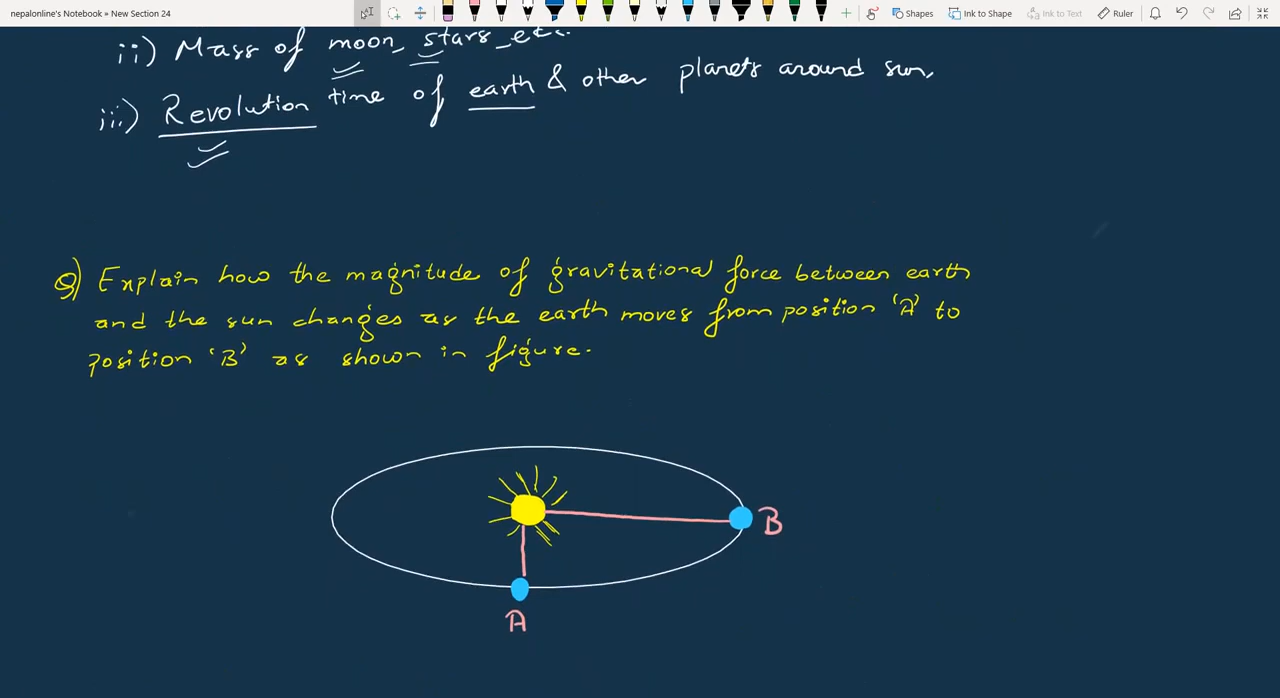 nepalonline's Notebook » New Section 24
Shapes
Ink to Shape
Ink to Text
Ruler
ii) Mass of moon, stars, etc.
iii) Revolution time of earth & other planets around sun,
Q) Explain how the magnitude of gravitational force between earth
and the sun changes as the earth moves from position 'A' to
position 'B' as shown in figure.
B
A